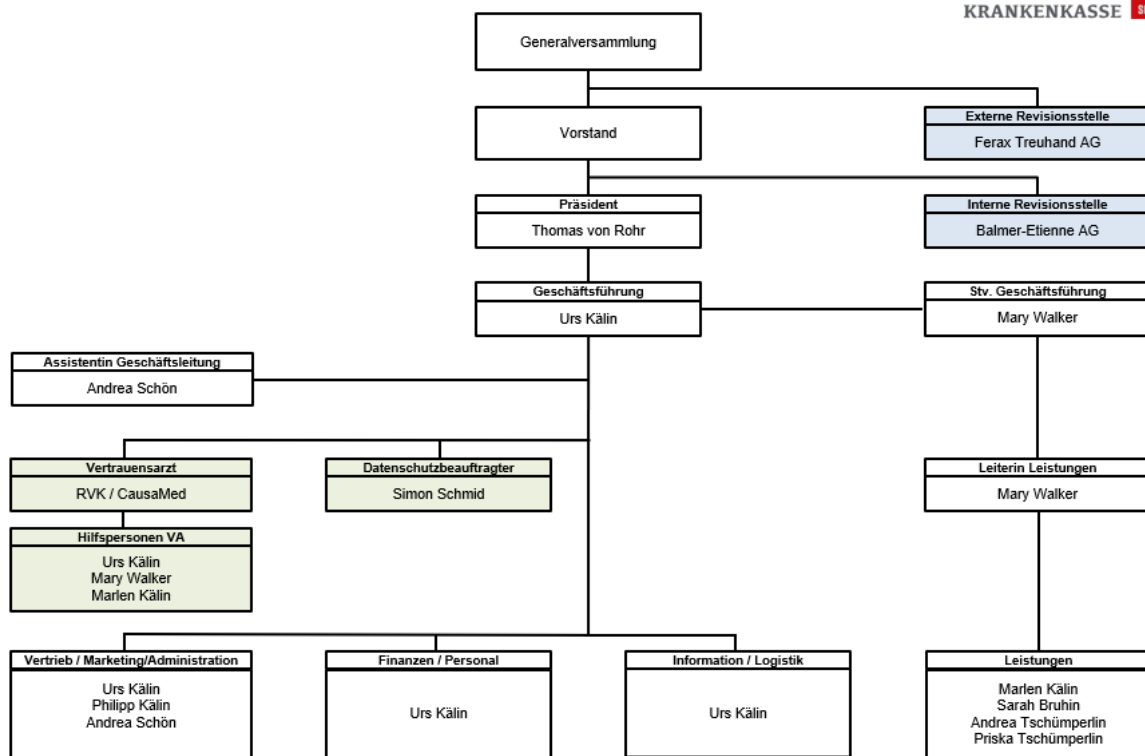 KRANKENKASSE
Generalversammlung
Vorstand
Externe Revisionsstelle
Ferax Treuhand AG
Präsident
Thomas von Rohr
Interne Revisionsstelle
Balmer-Etienne AG
Geschäftsführung
Urs Kälin
Stv. Geschäftsführung
Mary Walker
Assistentin Geschäftsleitung
Andrea Schön
Vertrauensarzt
RVK / CausaMed
Datenschutzbeauftragter
Simon Schmid
Leiterin Leistungen
Mary Walker
Hilfspersonen VA
Urs Kälin
Mary Walker
Marlen Kälin
Vertrieb / Marketing/Administration
Urs Kälin
Philipp Kälin
Andrea Schön
Finanzen / Personal
Urs Kälin
Information / Logistik
Urs Kälin
Leistungen
Marlen Kälin
Sarah Bruhin
Andrea Tschümperlin
Priska Tschümperlin